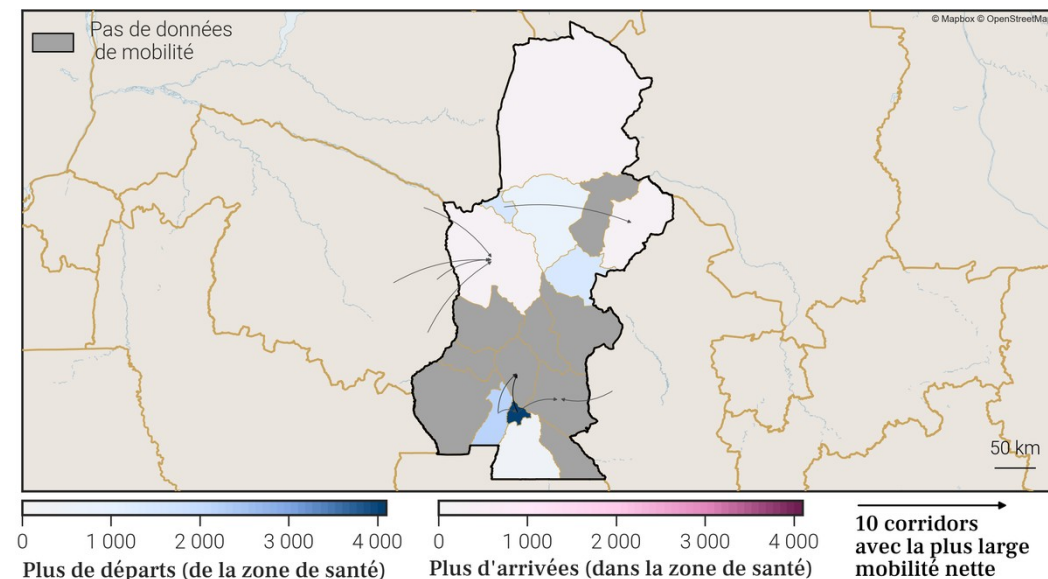 © Mapbox © OpenStreetMap
Pas de données
de mobilité
50 km
0 1 000 2 000 3 000 4 000
Plus de départs (de la zone de santé)
0 1 000 2 000 3 000 4 000
Plus d'arrivées (dans la zone de santé)
10 corridors
avec la plus large
mobilité nette